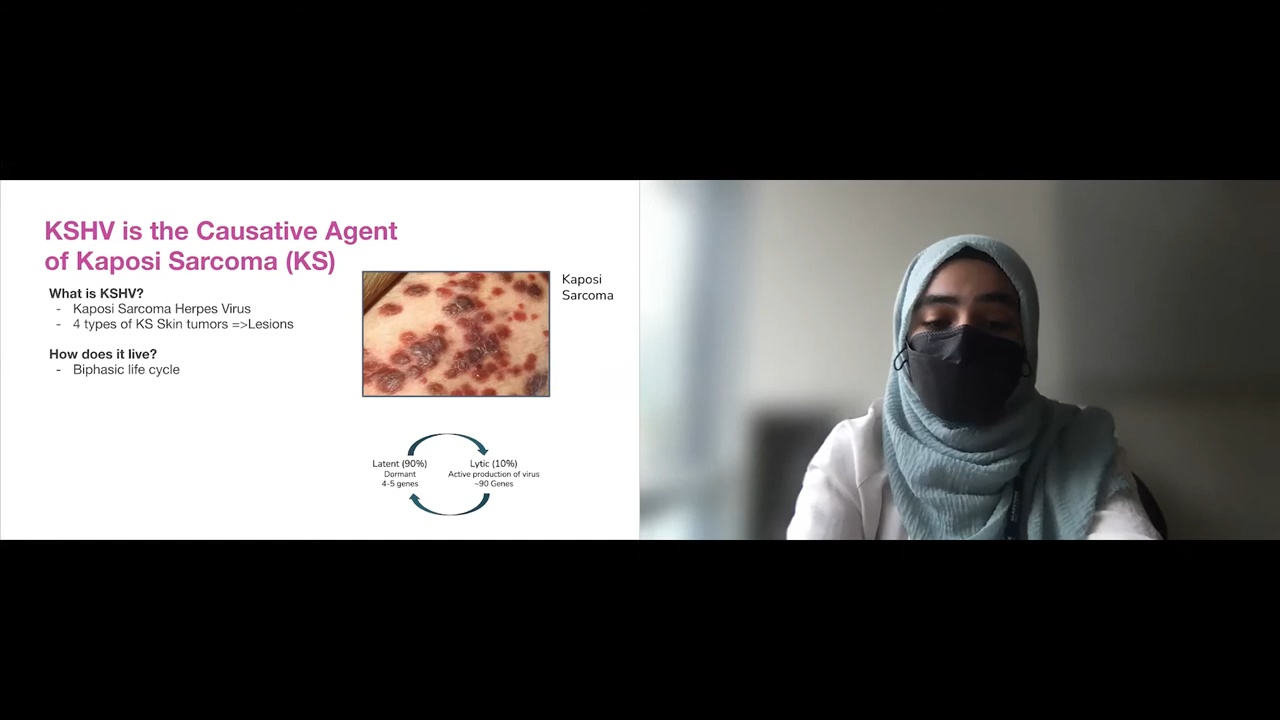 KSHV is the Causative Agent
of Kaposi Sarcoma (KS)
What is KSHV?
- Kaposi Sarcoma Herpes Virus
- 4 types of KS Skin tumors =>Lesions
How does it live?
- Biphasic life cycle
Kaposi
Sarcoma
Latent (90%)
Dormant
4-5 genes
Lytic (10%)
Active production of virus
~90 Genes